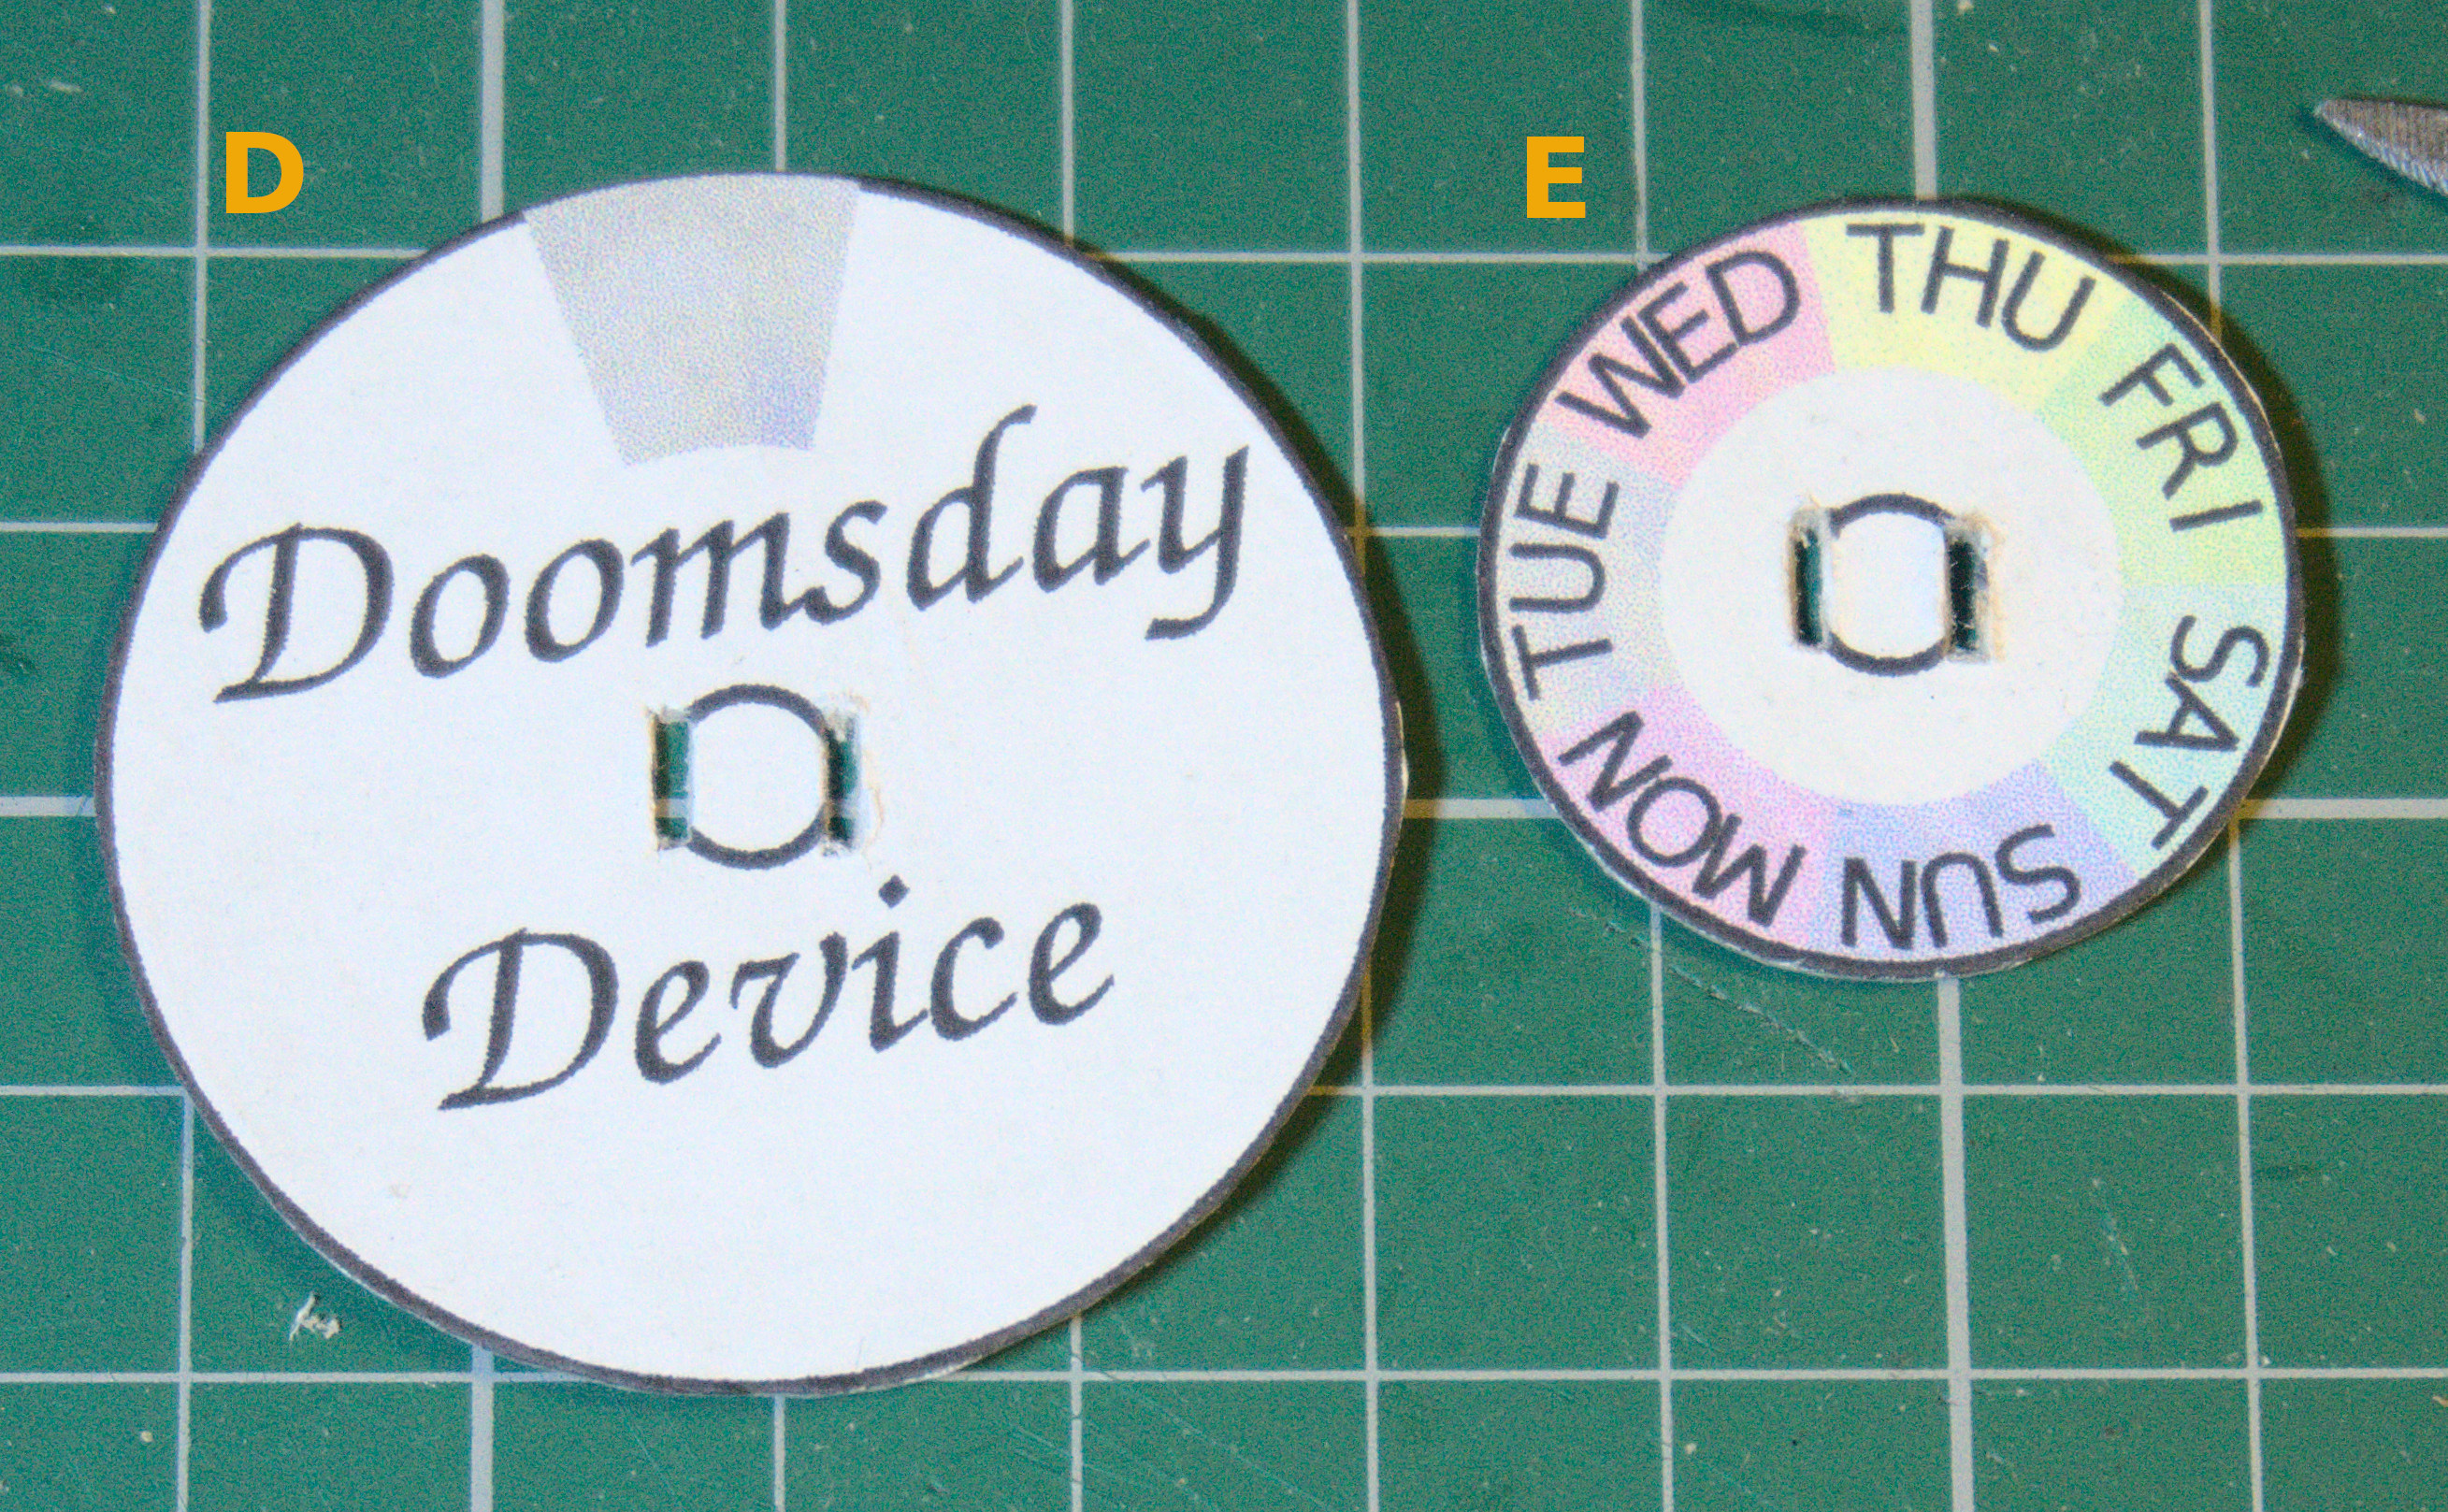 D
Doomsday
Device
E
SUN
MON
TUE
WED
THU
FRI
SAT